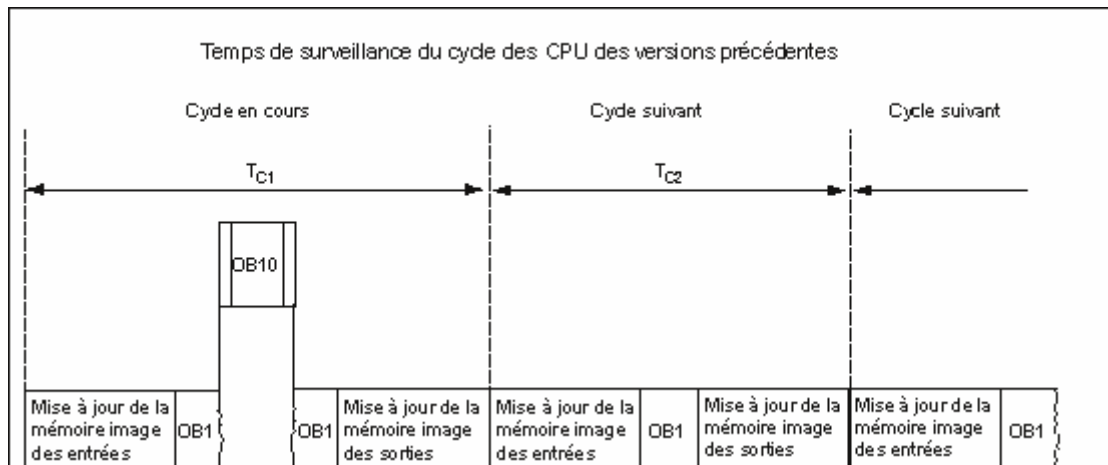 Temps de surveillance du cycle des CPU des versions précédentes
Cycle en cours
Cycle suivant
Cycle suivant
TC1
TC2
OB10
Mise à jour de la
mémoire image
des entrées
OB1
OB1
Mise à jour de la
mémoire image
des sorties
Mise à jour de la
mémoire image
des entrées
OB1
Mise à jour de la
mémoire image
des sorties
Mise à jour de la
mémoire image
des entrées
OB1